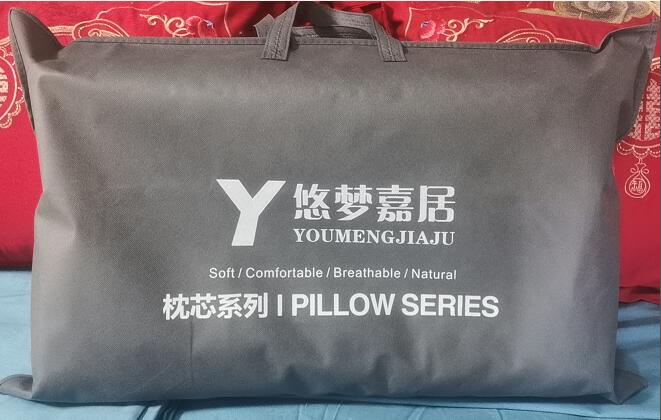 Y 悠梦嘉居
YOUMENGJIAJU
Soft / Comfortable / Breathable / Natural
枕芯系列 | PILLOW SERIES